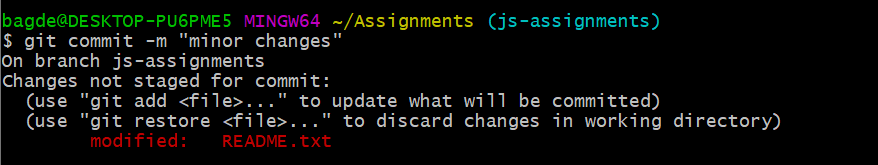 bagde@DESKTOP-PU6PME5 MINGW64 ~/Assignments (js-assignments)
$ git commit -m "minor changes"
On branch js-assignments
Changes not staged for commit:
  (use "git add <file>..." to update what will be committed)
  (use "git restore <file>..." to discard changes in working directory)
        modified:   README.txt